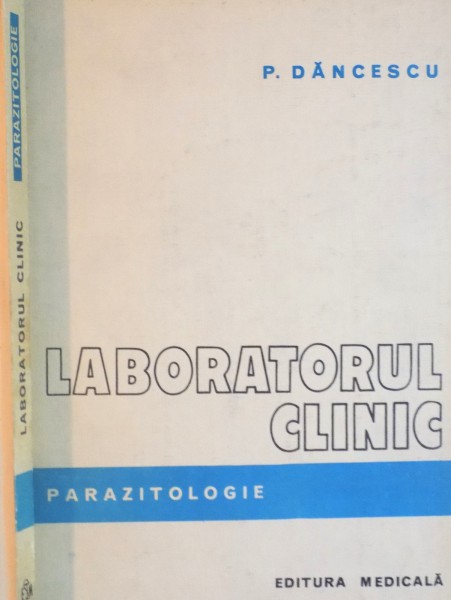 P. DĂNCESCU
LABORATORUL
CLINIC
PARAZITOLOGIE
EDITURA MEDICALĂ
PARAZITOLOGIE
LABORATORUL CLINIC